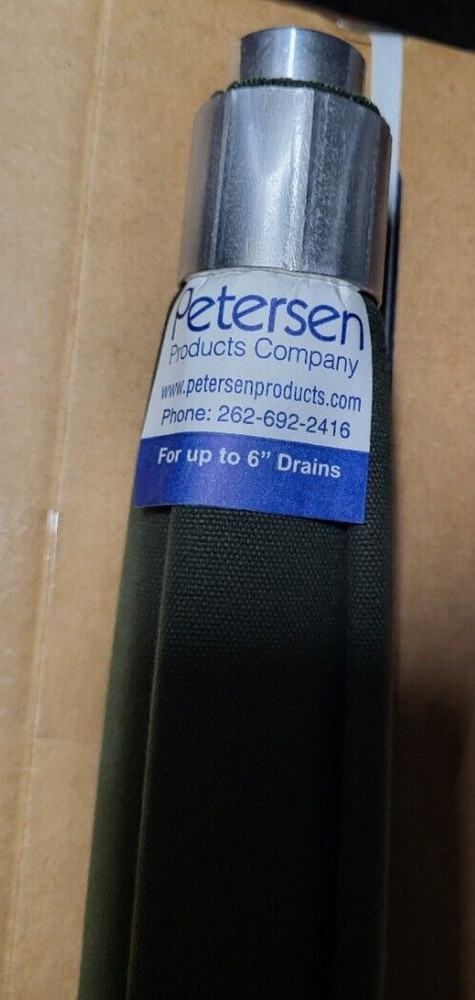 Petersen
Products Company
www.petersenproducts.com
Phone: 262-692-2416
For up to 6” Drains